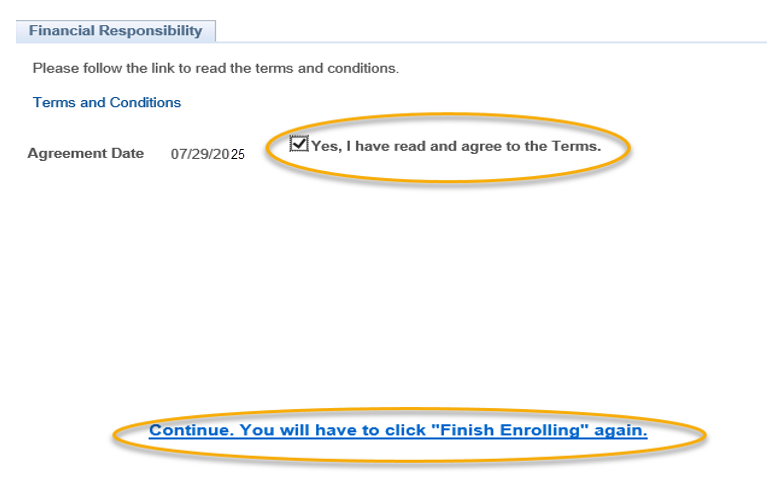 Financial Responsibility
Please follow the link to read the terms and conditions.
Terms and Conditions
Agreement Date 07/29/2025 Yes, I have read and agree to the Terms.
Continue. You will have to click "Finish Enrolling" again.